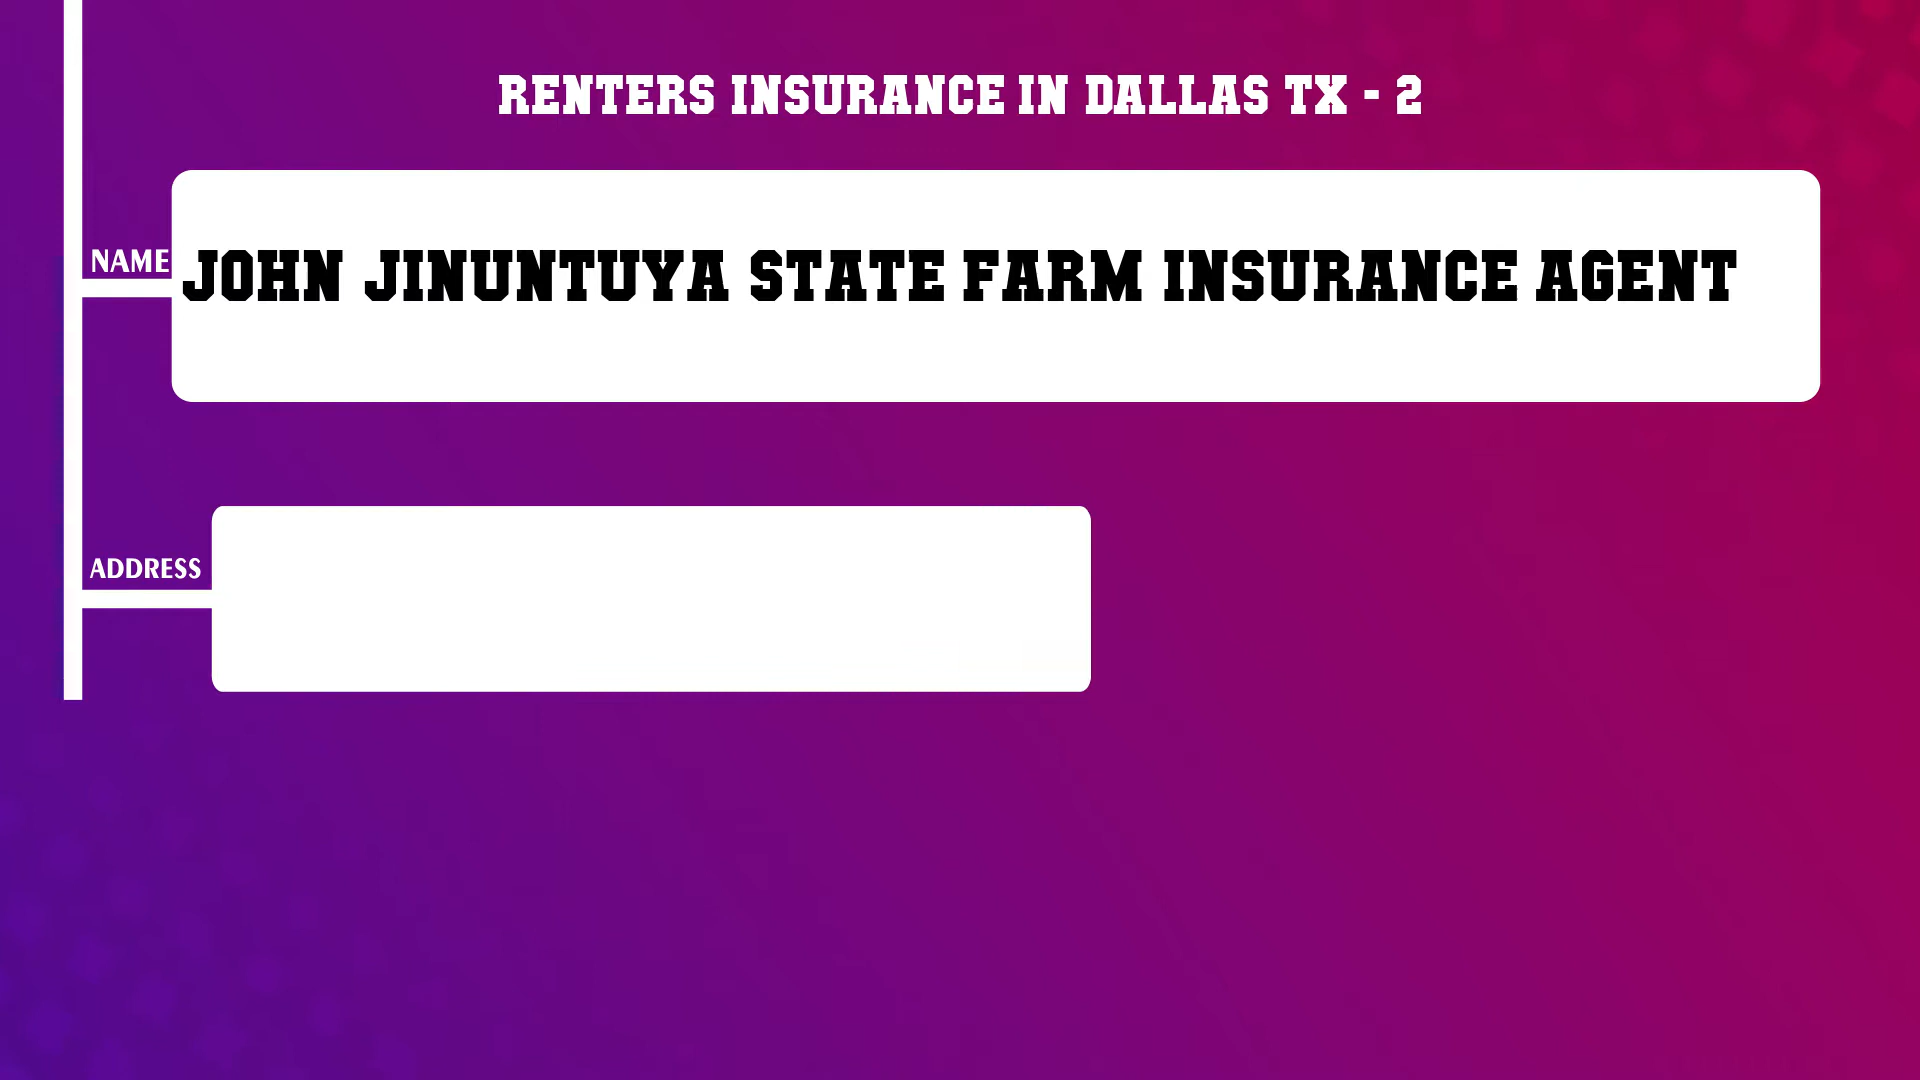 RENTERS INSURANCE IN DALLAS TX - 2
NAME
JOHN JINUNTUYA STATE FARM INSURANCE AGENT
ADDRESS